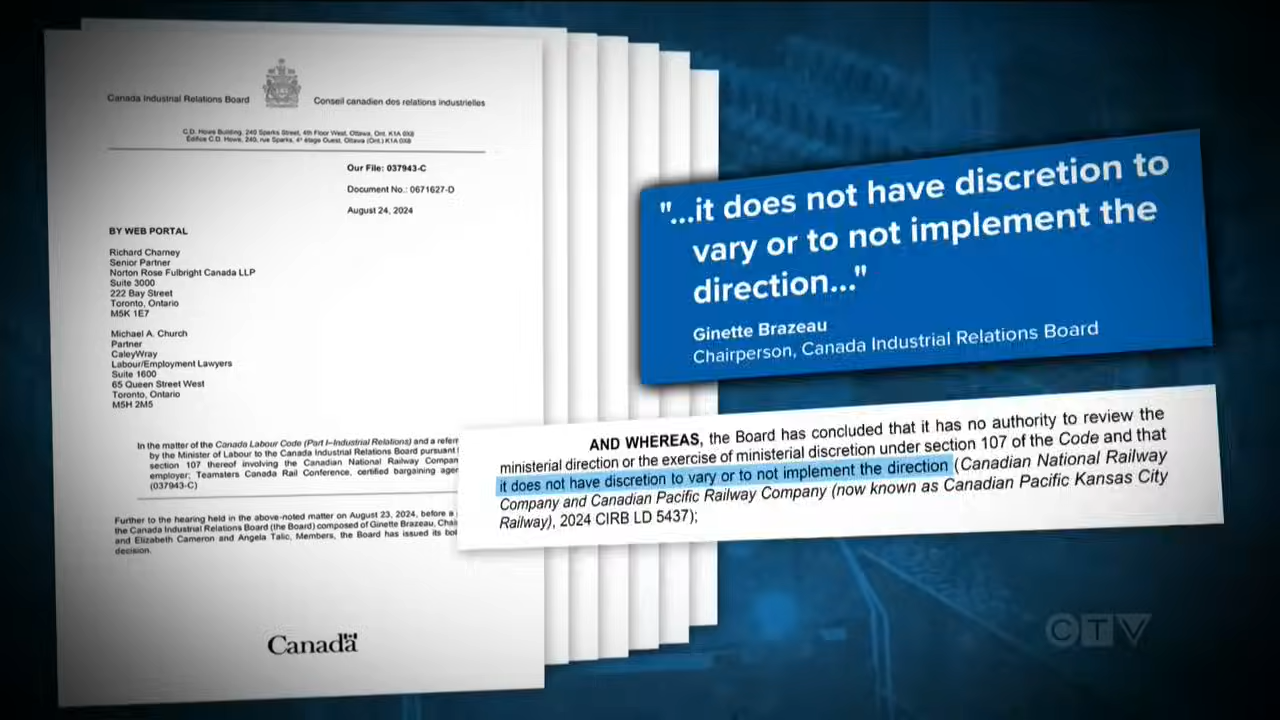 Canada Industrial Relations Board
Conseil canadien des relations industrielles
C.D. Howe Building, 240 Sparks Street, 4th Floor West, Ottawa, Ont. K1A 0X8
Édifice C.D. Howe, 240, rue Sparks, 4e étage Ouest, Ottawa (Ont.) K1A 0X8
Our File: 037943-C
Document No.: 0671627-D
August 24, 2024
BY WEB PORTAL
Richard Charney
Senior Partner
Norton Rose Fulbright Canada LLP
Suite 3000
222 Bay Street
Toronto, Ontario
M5K 1E7
Michael A. Church
Partner
CaleyWray
Labour/Employment Lawyers
Suite 1600
65 Queen Street West
Toronto, Ontario
M5H 2M5
In the matter of the Canada Labour Code (Part I–Industrial Relations) and a referr
by the Minister of Labour to the Canada Industrial Relations Board pursuant
section 107 thereof involving the Canadian National Railway Compan
employer; Teamsters Canada Rail Conference, certified bargaining ager
(037943-C)
Further to the hearing held in the above-noted matter on August 23, 2024, before a
the Canada Industrial Relations Board (the Board) composed of Ginette Brazeau, Chai
and Elizabeth Cameron and Angela Talic, Members, the Board has issued its
decision.
Canada
"...it does not have discretion to
vary or to not implement the
direction..."
Ginette Brazeau
Chairperson, Canada Industrial Relations Board
AND WHEREAS, the Board has concluded that it has no authority to review the
ministerial direction or the exercise of ministerial discretion under section 107 of the Code and that
it does not have discretion to vary or to not implement the direction (Canadian National Railway
Company and Canadian Pacific Railway Company (now known as Canadian Pacific Kansas City
Railway), 2024 CIRB LD 5437);
CTV